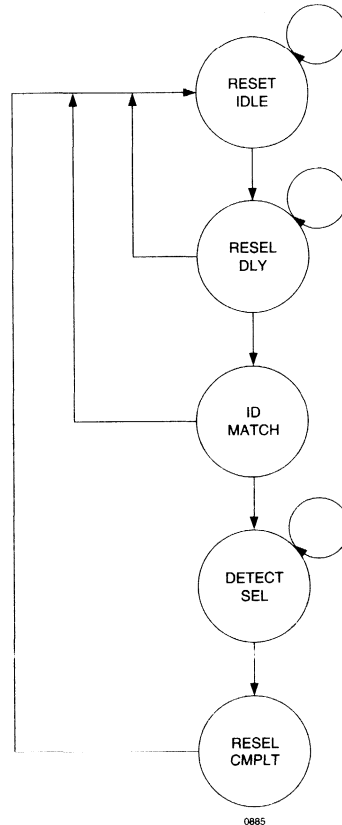 RESET
IDLE
RESEL
DLY
ID
MATCH
DETECT
SEL
RESEL
CMPLT
0885